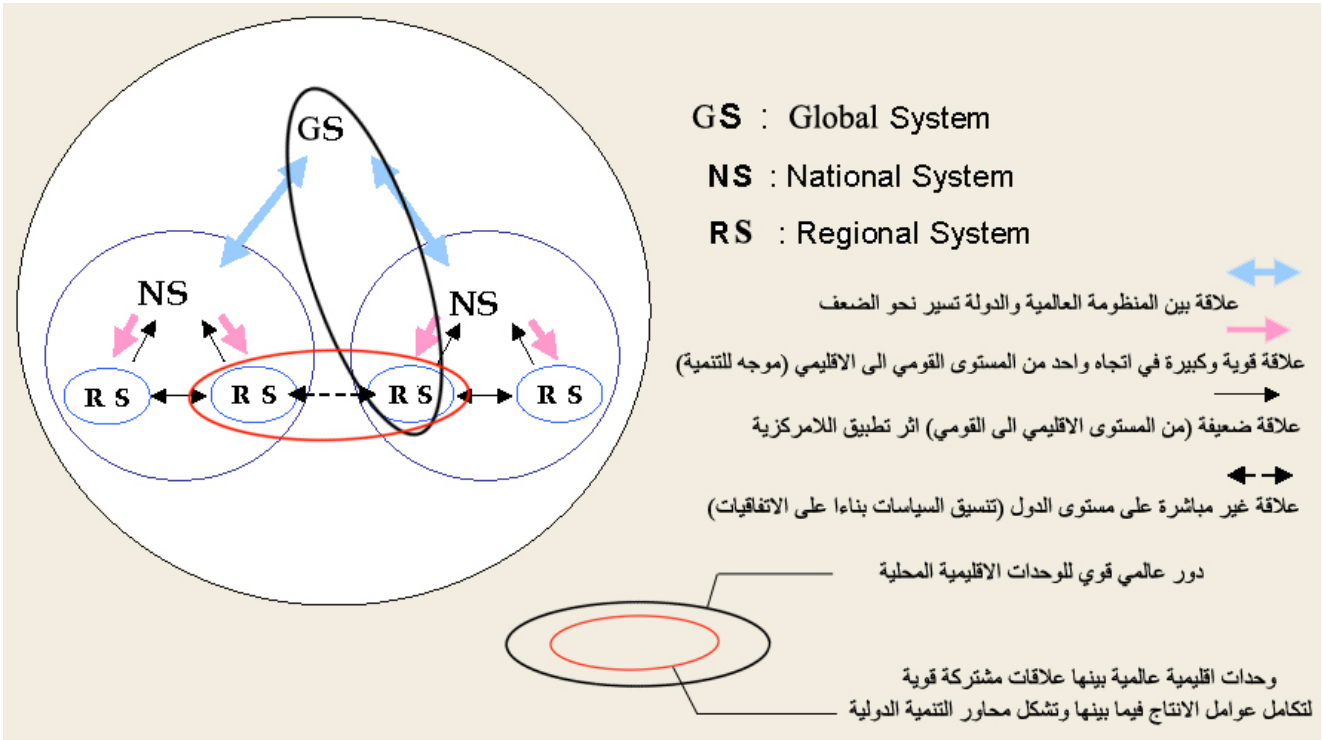 GS
NS
NS
R S
R S
R S
R S
GS : Global System
NS : National System
RS : Regional System
علاقة بين المنظومة العالمية والدولة تسير نحو الضعف
علاقة قوية وكبيرة في اتجاه واحد من المستوى القومي الى الاقليمي (موجه للتنمية)
علاقة ضعيفة (من المستوى الاقليمي الى القومي) اثر تطبيق اللامركزية
علاقة غير مباشرة على مستوى الدول (تنسيق السياسات بناءا على الاتفاقيات)
دور عالمي قوي للوحدات الاقليمية المحلية
وحدات اقليمية عالمية بينها علاقات مشتركة قوية
لتكامل عوامل الانتاج فيما بينها وتشكل محاور التنمية الدولية